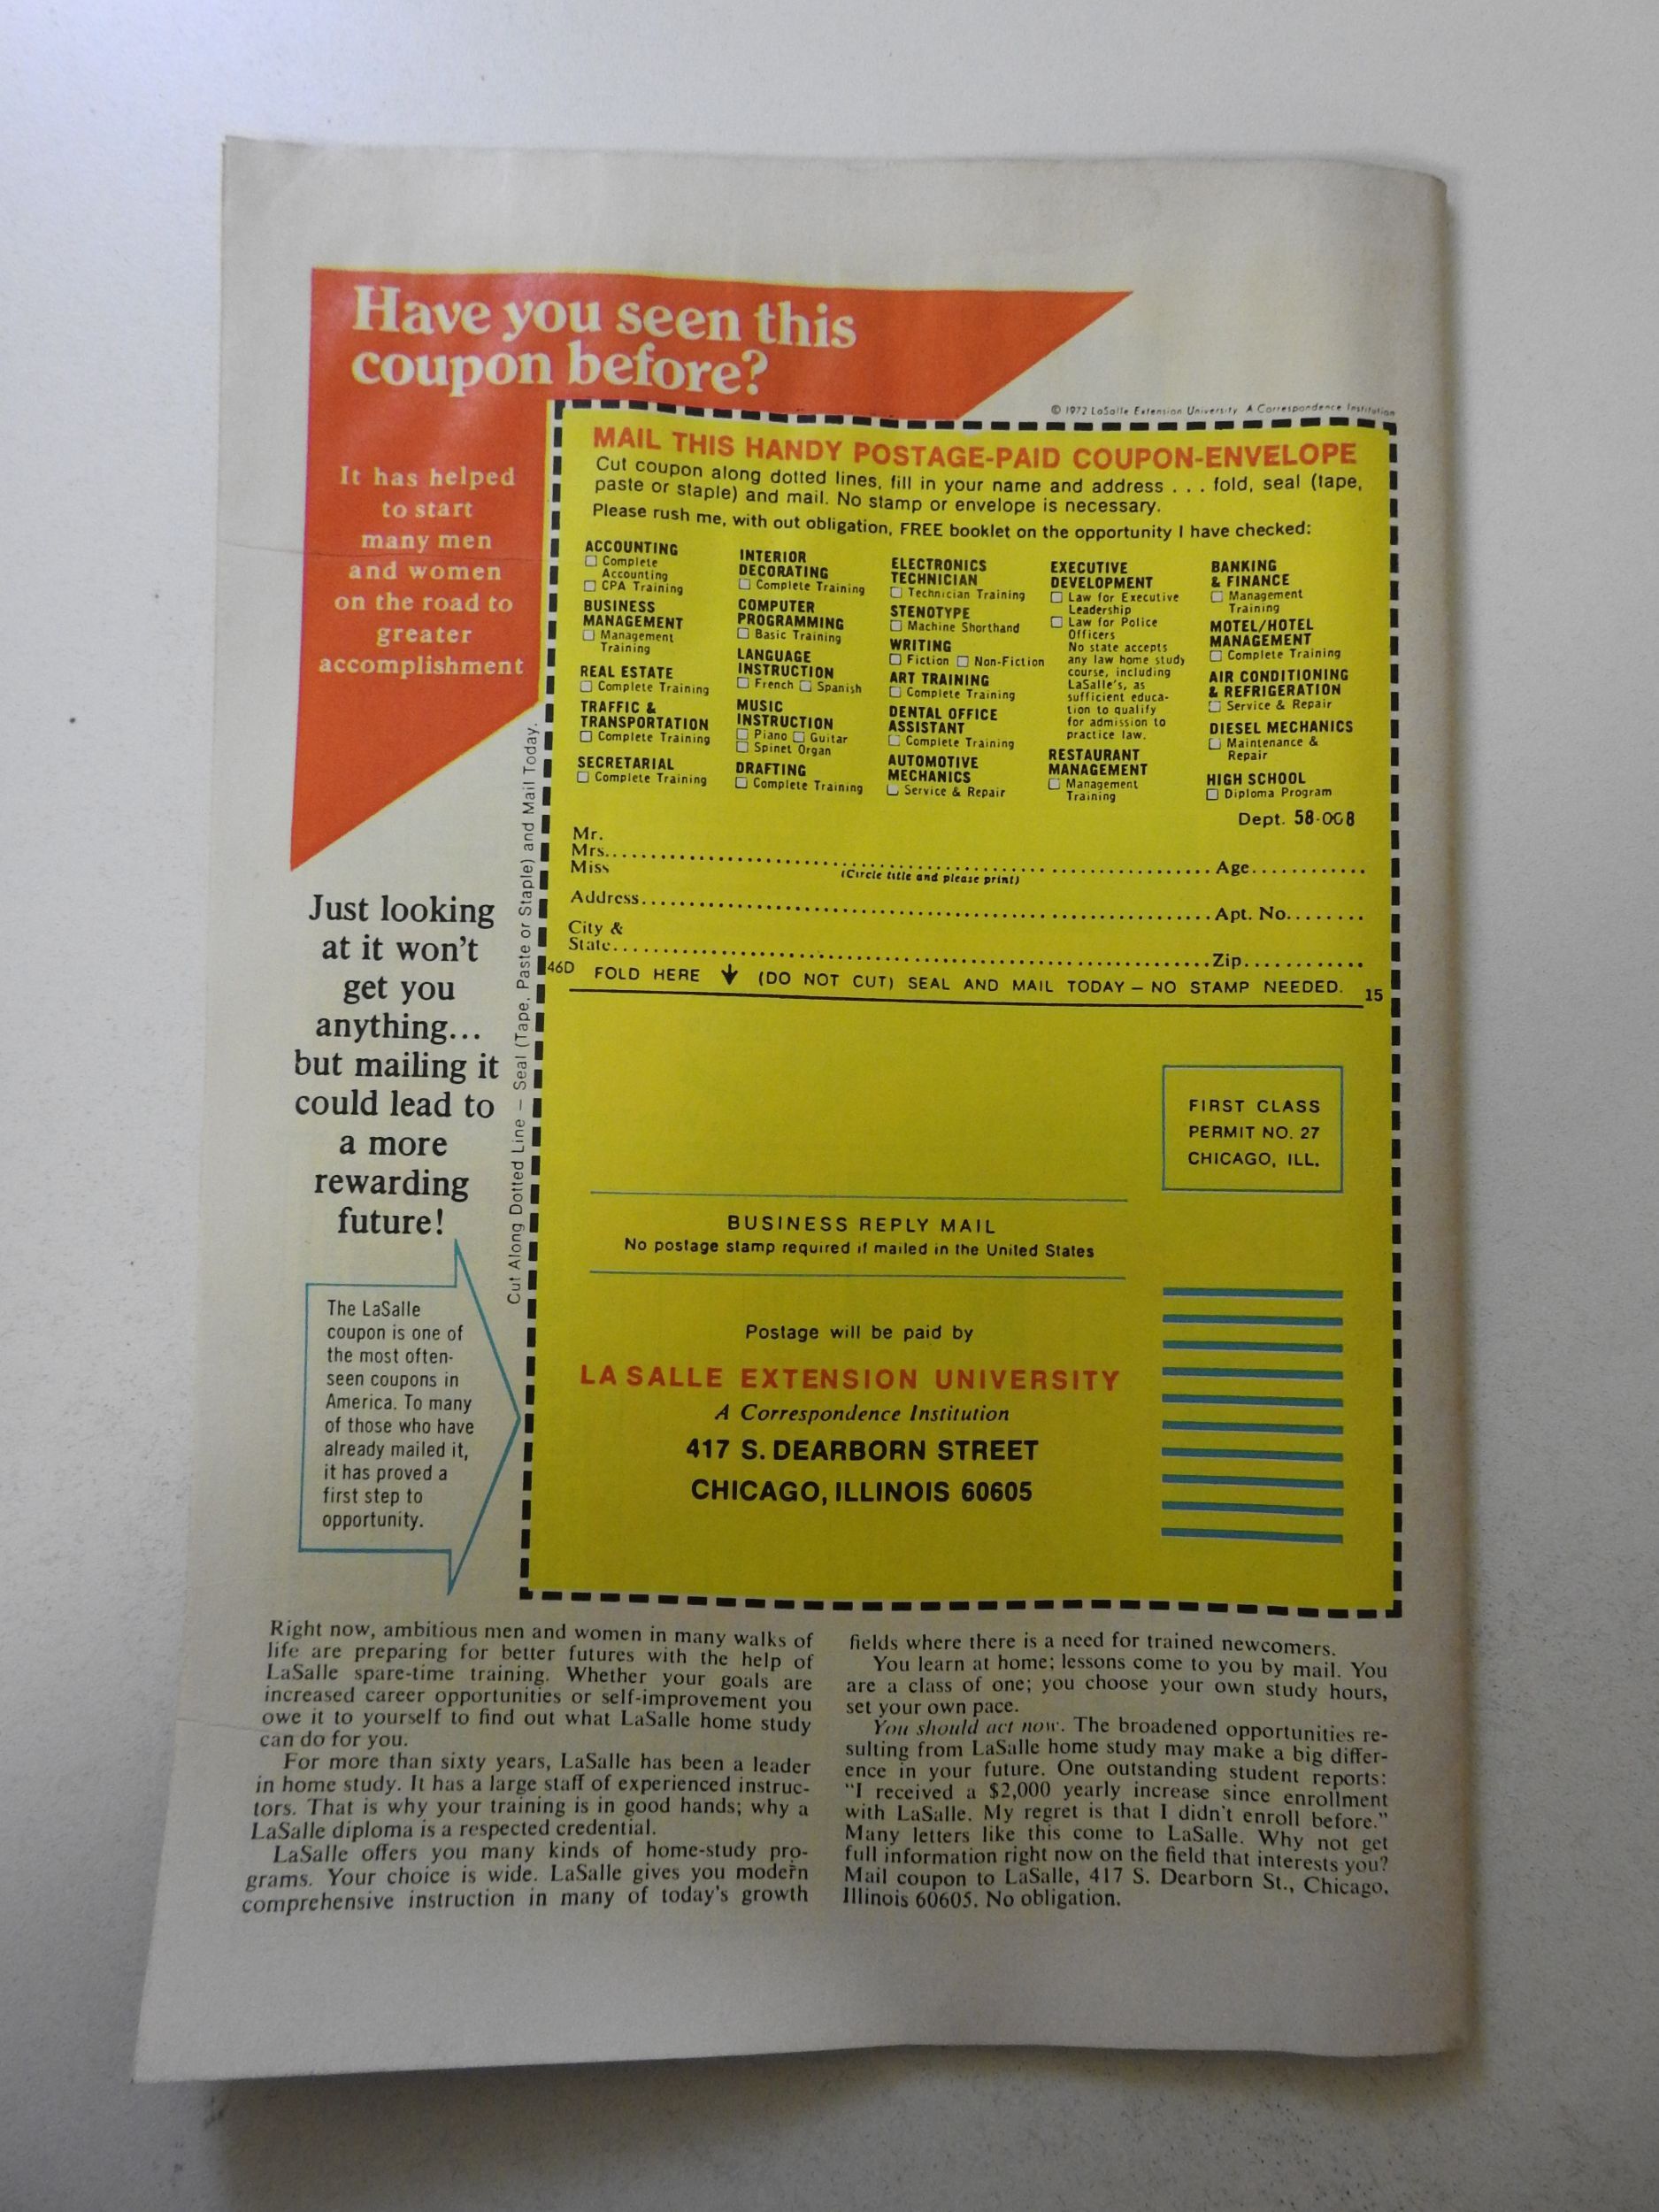 Have you seen this
coupon before?
It has helped
to start
many men
and women
on the road to
greater
accomplishment
© 1972 LaSalle Extension University A Correspondence Institution
MAIL THIS HANDY POSTAGE-PAID COUPON-ENVELOPE
Cut coupon along dotted lines, fill in your name and address . . . fold, seal (tape,
paste or staple) and mail. No stamp or envelope is necessary.
Please rush me, with out obligation, FREE booklet on the opportunity I have checked:
ACCOUNTING
Complete
Accounting
CPA Training
BUSINESS
MANAGEMENT
Management
Training
REAL ESTATE
Complete Training
TRAFFIC &
TRANSPORTATION
Complete Training
SECRETARIAL
Complete Training
INTERIOR
DECORATING
Complete Training
COMPUTER
PROGRAMMING
Basic Training
LANGUAGE
INSTRUCTION
French Spanish
MUSIC
INSTRUCTION
Piano Guitar
Spinet Organ
DRAFTING
Complete Training
ELECTRONICS
TECHNICIAN
Technician Training
STENOTYPE
Machine Shorthand
WRITING
Fiction Non-Fiction
ART TRAINING
Complete Training
DENTAL OFFICE
ASSISTANT
Complete Training
AUTOMOTIVE
MECHANICS
Service & Repair
EXECUTIVE
DEVELOPMENT
Law for Executive
Leadership
Law for Police
Officers
No state accepts
any law home study
course, including
LaSalle's, as
sufficient educa-
tion to qualify
for admission to
practice law.
RESTAURANT
MANAGEMENT
Management
Training
BANKING
& FINANCE
Management
Training
MOTEL/HOTEL
MANAGEMENT
Complete Training
AIR CONDITIONING
& REFRIGERATION
Service & Repair
DIESEL MECHANICS
Maintenance &
Repair
HIGH SCHOOL
Diploma Program
Dept. 58-008
Mr.
Mrs. Age
Miss (Circle title and please print)
Address Apt. No.
City &
State Zip
46D FOLD HERE (DO NOT CUT) SEAL AND MAIL TODAY – NO STAMP NEEDED. 15
Cut Along Dotted Line – Seal (Tape, Paste or Staple) and Mail Today.
Just looking
at it won't
get you
anything...
but mailing it
could lead to
a more
rewarding
future!
The LaSalle
coupon is one of
the most often-
seen coupons in
America. To many
of those who have
already mailed it,
it has proved a
first step to
opportunity.
FIRST CLASS
PERMIT NO. 27
CHICAGO, ILL.
BUSINESS REPLY MAIL
No postage stamp required if mailed in the United States
Postage will be paid by
LA SALLE EXTENSION UNIVERSITY
A Correspondence Institution
417 S. DEARBORN STREET
CHICAGO, ILLINOIS 60605
Right now, ambitious men and women in many walks of
life are preparing for better futures with the help of
LaSalle spare-time training. Whether your goals are
increased career opportunities or self-improvement you
owe it to yourself to find out what LaSalle home study
can do for you.
For more than sixty years, LaSalle has been a leader
in home study. It has a large staff of experienced instruc-
tors. That is why your training is in good hands; why a
LaSalle diploma is a respected credential.
LaSalle offers you many kinds of home-study pro-
grams. Your choice is wide. LaSalle gives you modern
comprehensive instruction in many of today's growth
fields where there is a need for trained newcomers.
You learn at home; lessons come to you by mail. You
are a class of one; you choose your own study hours,
set your own pace.
You should act now. The broadened opportunities re-
sulting from LaSalle home study may make a big differ-
ence in your future. One outstanding student reports:
"I received a $2,000 yearly increase since enrollment
with LaSalle. My regret is that I didn't enroll before."
Many letters like this come to LaSalle. Why not get
full information right now on the field that interests you?
Mail coupon to LaSalle, 417 S. Dearborn St., Chicago,
Illinois 60605. No obligation.